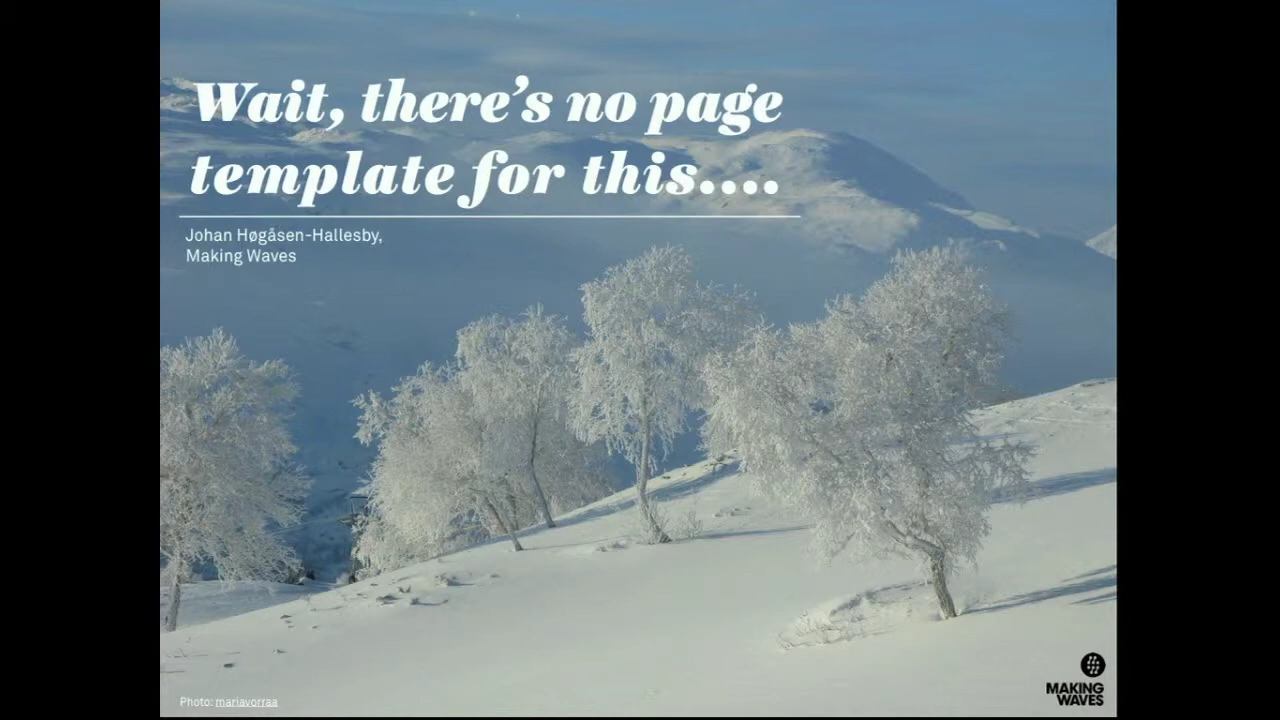 Wait, there's no page
template for this....
Johan Høgåsen-Hallesby,
Making Waves
Photo: mariavorraa
MAKING
WAVES